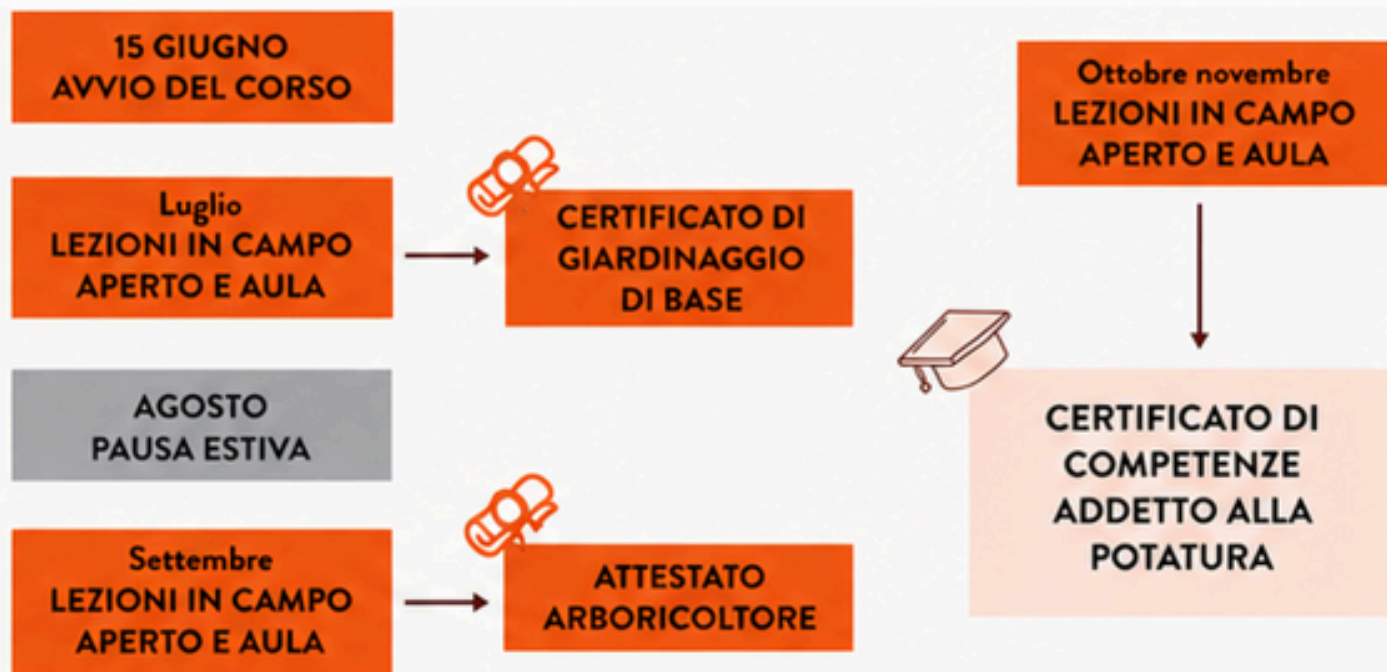 15 GIUGNO
AVVIO DEL CORSO
Luglio
LEZIONI IN CAMPO
APERTO E AULA
CERTIFICATO DI
GIARDINAGGIO
DI BASE
AGOSTO
PAUSA ESTIVA
Settembre
LEZIONI IN CAMPO
APERTO E AULA
ATTESTATO
ARBORICOLTORE
Ottobre novembre
LEZIONI IN CAMPO
APERTO E AULA
CERTIFICATO DI
COMPETENZE
ADDETTO ALLA
POTATURA